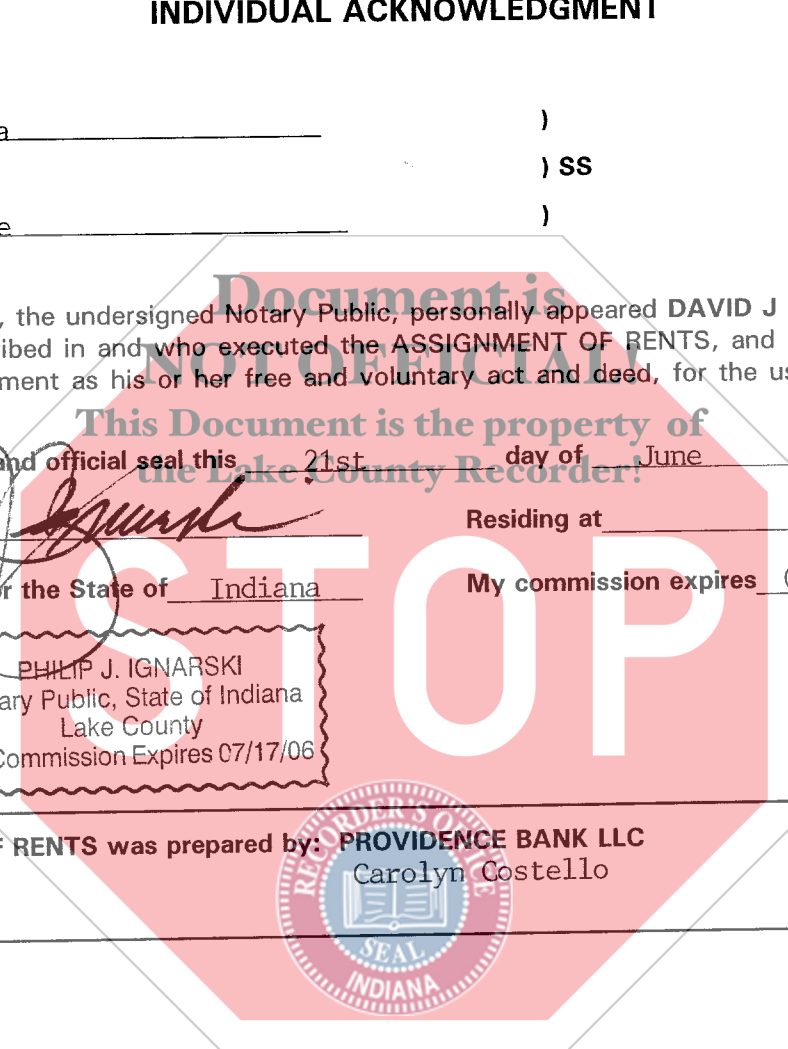 INDIVIDUAL ACKNOWLEDGMENT
a )
) SS
e )
Document is
, the undersigned Notary Public, personally appeared DAVID J
ibed in and who executed the ASSIGNMENT OF RENTS, and
NOT OFFICIAL!
ment as his or her free and voluntary act and deed, for the us
This Document is the property of
and official seal this 21st day of June
the Lake County Recorder!
Residing at
r the State of Indiana My commission expires
STOP
PHILIP J. IGNARSKI
ary Public, State of Indiana
Lake County
Commission Expires 07/17/06
F RENTS was prepared by: PROVIDENCE BANK LLC
Carolyn Costello
RECORDER'S OFFICE
SEAL
INDIANA